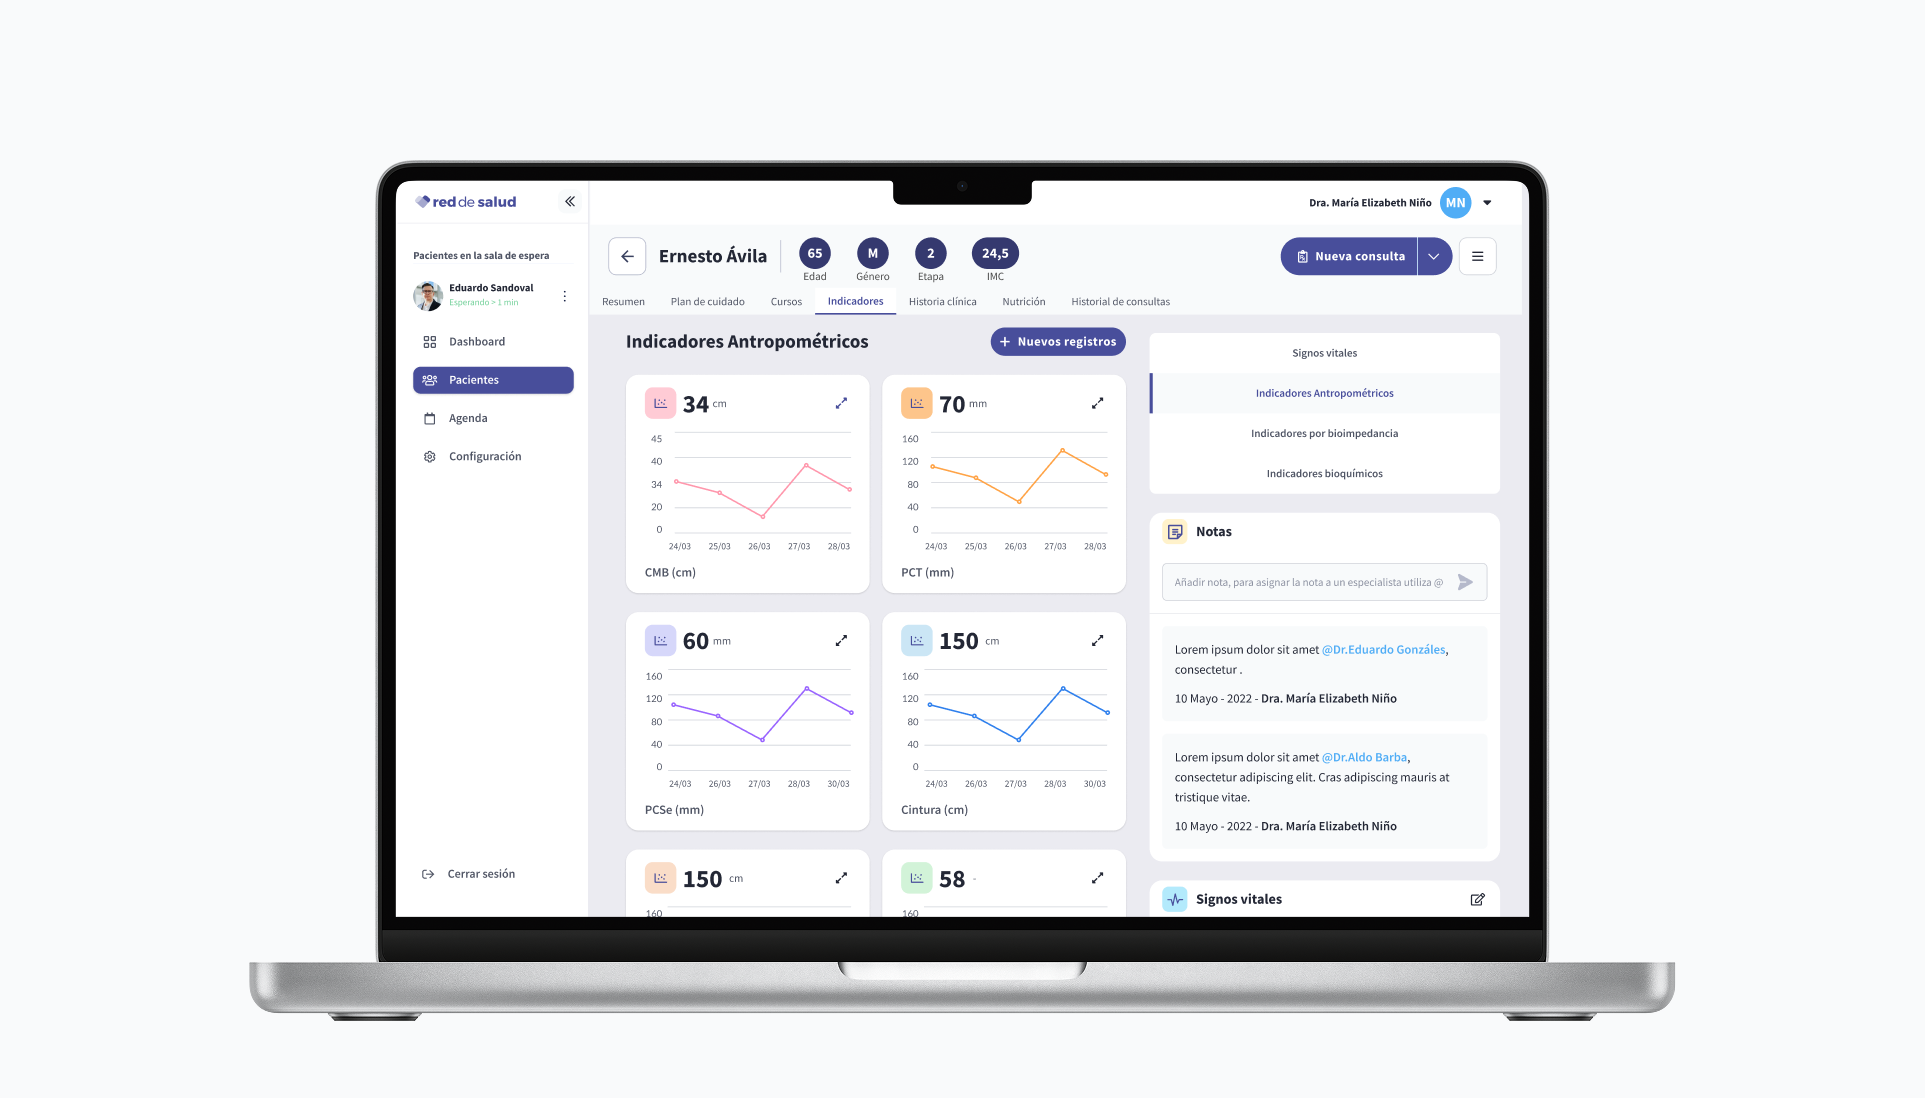 red de salud
Dra. María Elizabeth Niño
MN
Pacientes en la sala de espera
Eduardo Sandoval
Esperando > 1 min
Dashboard
Pacientes
Agenda
Configuración
Cerrar sesión
Ernesto Ávila
65
Edad
M
Género
2
Etapa
24,5
IMC
Nueva consulta
Resumen
Plan de cuidado
Cursos
Indicadores
Historia clínica
Nutrición
Historial de consultas
Indicadores Antropométricos
Nuevos registros
34 cm
45
40
34
20
0
24/03 25/03 26/03 27/03 28/03
CMB (cm)
70 mm
160
120
80
40
0
24/03 25/03 26/03 27/03 28/03
PCT (mm)
60 mm
160
120
80
40
0
24/03 26/03 27/03 28/03 30/03
PCSe (mm)
150 cm
160
120
80
40
0
24/03 26/03 27/03 28/03 30/03
Cintura (cm)
150 cm
160
58 -
160
Signos vitales
Indicadores Antropométricos
Indicadores por bioimpedancia
Indicadores bioquímicos
Notas
Añadir nota, para asignar la nota a un especialista utiliza @
Lorem ipsum dolor sit amet @Dr.Eduardo Gonzáles,
consectetur .
10 Mayo - 2022 - Dra. María Elizabeth Niño
Lorem ipsum dolor sit amet @Dr.Aldo Barba,
consectetur adipiscing elit. Cras adipiscing mauris at
tristique vitae.
10 Mayo - 2022 - Dra. María Elizabeth Niño
Signos vitales